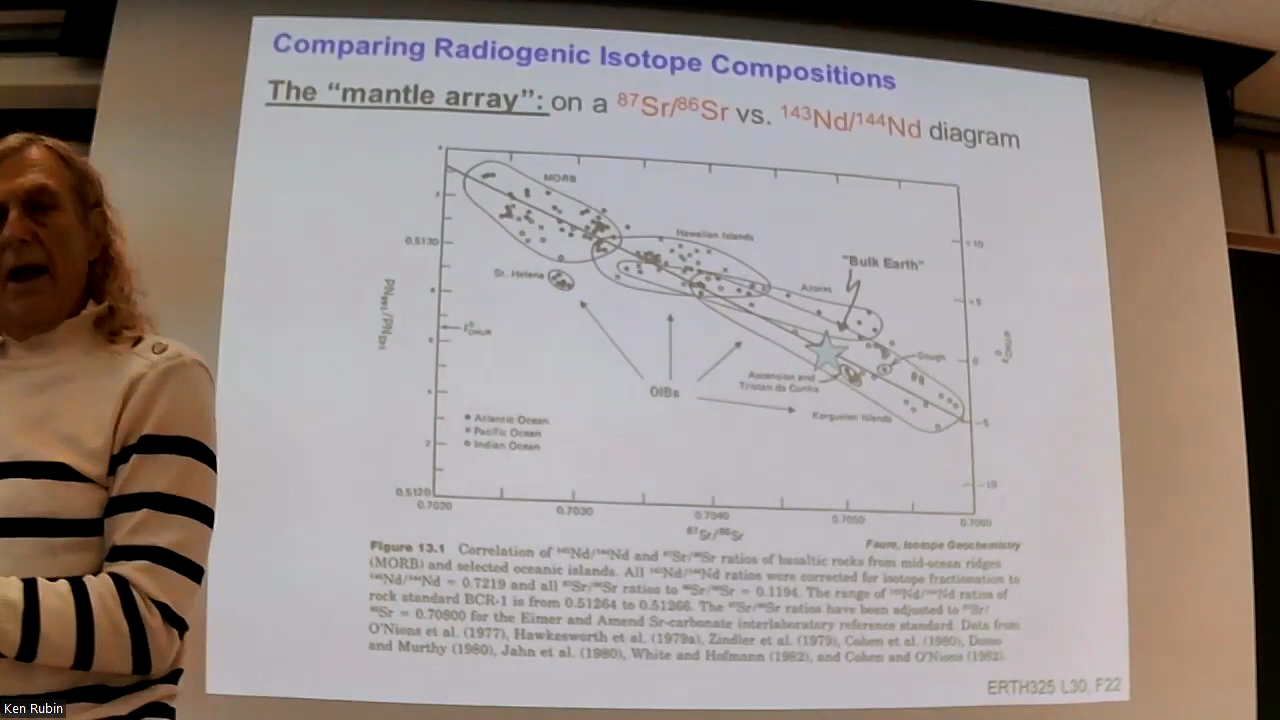 Comparing Radiogenic Isotope Compositions
The “mantle array”: on a 87Sr/86Sr vs. 143Nd/144Nd diagram
MORB
Hawaiian Islands
"Bulk Earth"
St. Helena
Azores
0.5130
+10
+5
0
-5
-10
Gough
Ascension and
Tristan da Cunha
OIBs
Kerguelen Islands
Atlantic Ocean
Pacific Ocean
Indian Ocean
143Nd/144Nd
0.5120
0.7020
0.7030
0.7040
0.7050
0.7060
87Sr/86Sr
Faure, Isotope Geochemistry
Figure 13.1 Correlation of 143Nd/144Nd and 87Sr/86Sr ratios of basaltic rocks from mid-ocean ridges
(MORB) and selected oceanic islands. All 143Nd/144Nd ratios were corrected for isotope fractionation to
146Nd/144Nd = 0.7219 and all 87Sr/86Sr ratios to 86Sr/88Sr = 0.1194. The range of 143Nd/144Nd ratios of
rock standard BCR-1 is from 0.51264 to 0.51266. The 87Sr/86Sr ratios have been adjusted to 87Sr/
86Sr = 0.70800 for the Eimer and Amend Sr-carbonate interlaboratory reference standard. Data from
O'Nions et al. (1977), Hawkesworth et al. (1979a), Zindler et al. (1979), Cohen et al. (1980), Dosso
and Murthy (1980), Jahn et al. (1980), White and Hofmann (1982), and Cohen and O'Nions (1982).
ERTH325 L30, F22
Ken Rubin